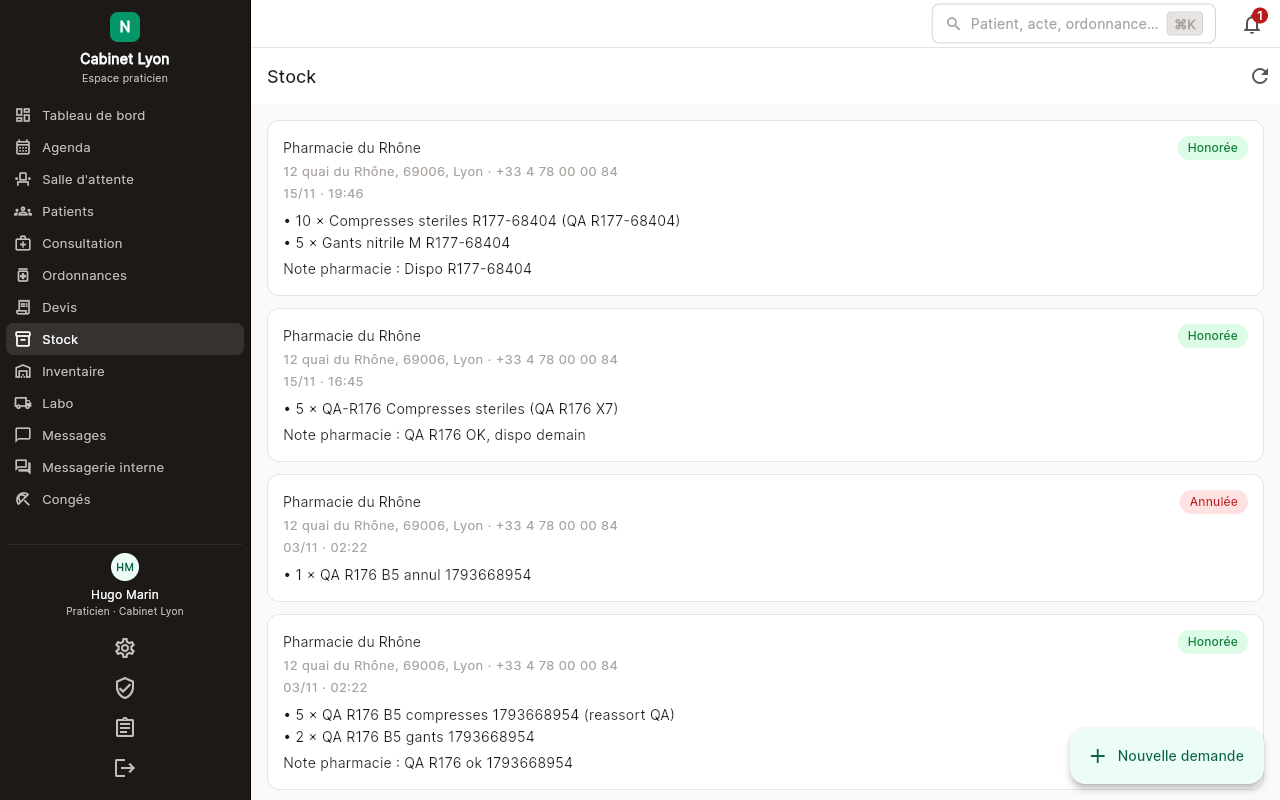 N
Cabinet Lyon
Espace praticien
Tableau de bord
Agenda
Salle d'attente
Patients
Consultation
Ordonnances
Devis
Stock
Inventaire
Labo
Messages
Messagerie interne
Congés
HM
Hugo Marin
Praticien · Cabinet Lyon
Patient, acte, ordonnance... ⌘K
1
Stock
Pharmacie du Rhône
Honorée
12 quai du Rhône, 69006, Lyon · +33 4 78 00 00 84
15/11 · 19:46
• 10 × Compresses steriles R177-68404 (QA R177-68404)
• 5 × Gants nitrile M R177-68404
Note pharmacie : Dispo R177-68404
Pharmacie du Rhône
Honorée
12 quai du Rhône, 69006, Lyon · +33 4 78 00 00 84
15/11 · 16:45
• 5 × QA-R176 Compresses steriles (QA R176 X7)
Note pharmacie : QA R176 OK, dispo demain
Pharmacie du Rhône
Annulée
12 quai du Rhône, 69006, Lyon · +33 4 78 00 00 84
03/11 · 02:22
• 1 × QA R176 B5 annul 1793668954
Pharmacie du Rhône
Honorée
12 quai du Rhône, 69006, Lyon · +33 4 78 00 00 84
03/11 · 02:22
• 5 × QA R176 B5 compresses 1793668954 (reassort QA)
• 2 × QA R176 B5 gants 1793668954
Note pharmacie : QA R176 ok 1793668954
Nouvelle demande